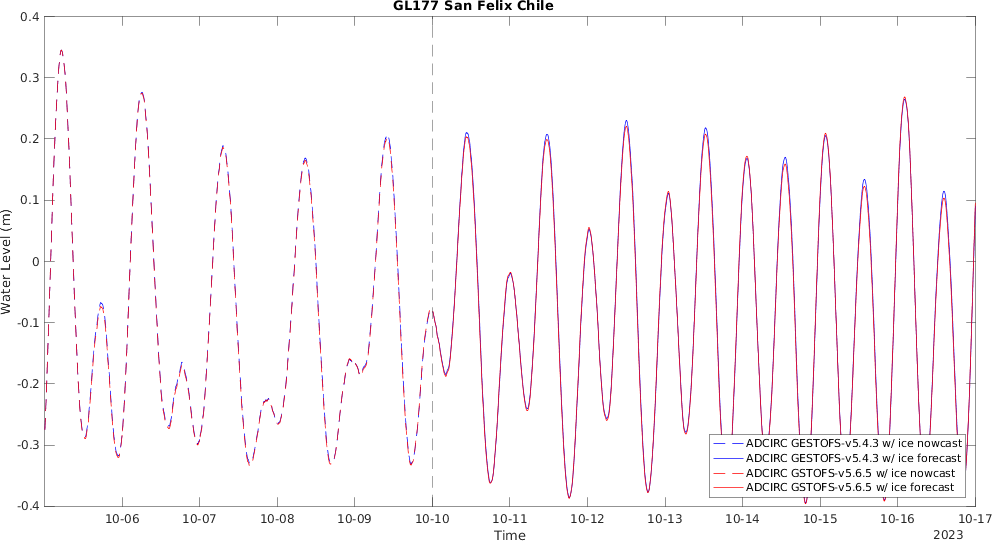 GL177 San Felix Chile
0.4
0.3
0.2
0.1
0
-0.1
-0.2
-0.3
-0.4
Water Level (m)
ADCIRC GESTOFS-v5.4.3 w/ ice nowcast
ADCIRC GESTOFS-v5.4.3 w/ ice forecast
ADCIRC GSTOFS-v5.6.5 w/ ice nowcast
ADCIRC GSTOFS-v5.6.5 w/ ice forecast
10-06 10-07 10-08 10-09 10-10 10-11 10-12 10-13 10-14 10-15 10-16 10-17
Time
2023